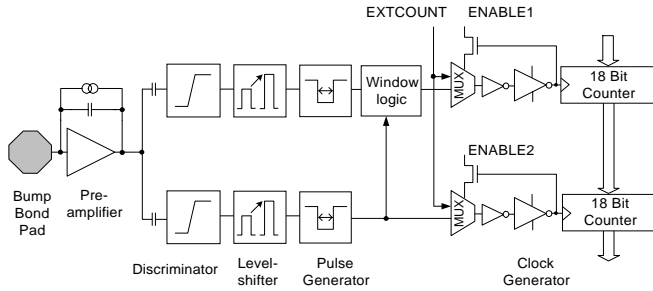 EXTCOUNT
ENABLE1
MUX
Window
logic
18 Bit
Counter
ENABLE2
MUX
18 Bit
Counter
Bump
Bond
Pad
Pre-
amplifier
Discriminator
Level-
shifter
Pulse
Generator
Clock
Generator